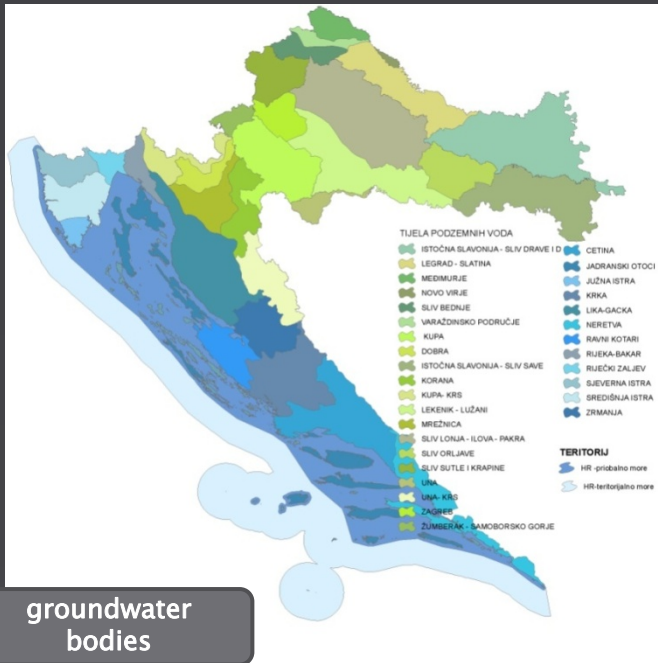 TIJELA PODZEMNIH VODA
ISTOČNA SLAVONIJA - SLIV DRAVE I D
LEGRAD - SLATINA
MEĐIMURJE
NOVO VIRJE
SLIV BEDNJE
VARAŽDINSKO PODRUČJE
KUPA
DOBRA
ISTOČNA SLAVONIJA - SLIV SAVE
KORANA
KUPA- KRS
LEKENIK - LUŽANI
MREŽNICA
SLIV LONJA - ILOVA - PAKRA
SLIV ORLJAVE
SLIV SUTLE I KRAPINE
UNA
UNA- KRS
ZAGREB
ŽUMBERAK - SAMOBORSKO GORJE
CETINA
JADRANSKI OTOCI
JUŽNA ISTRA
KRKA
LIKA-GACKA
NERETVA
RAVNI KOTARI
RIJEKA-BAKAR
RIJEČKI ZALJEV
SJEVERNA ISTRA
SREDIŠNJA ISTRA
ZRMANJA
TERITORIJ
HR -priobalno more
HR-teritorijalno more
groundwater
bodies